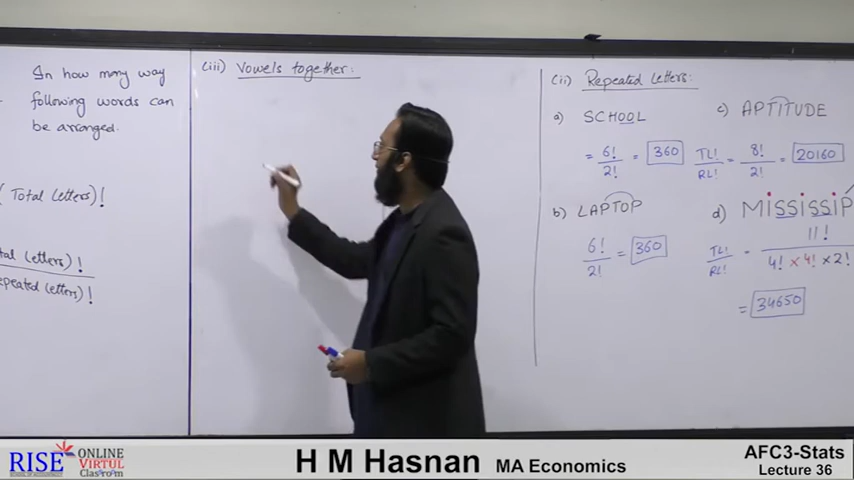 In how many way
following words can
be arranged.
( Total Letters)!
tal (Letters)!
epeated (Letters)!
(iii) Vowels together:
(ii) Repeated letters:
a) SCHOOL
= 6!/2! = 360
b) LAPTOP
6!/2! = 360
c) APTITUDE
TL!/RL! = 8!/2! = 20160
d) MISSISSIP
TL!/RL! = 11!/4! x 4! x 2!
= 34650
RISE ONLINE
VIRTUL
Classroom
H M Hasnan MA Economics
AFC3-Stats
Lecture 36